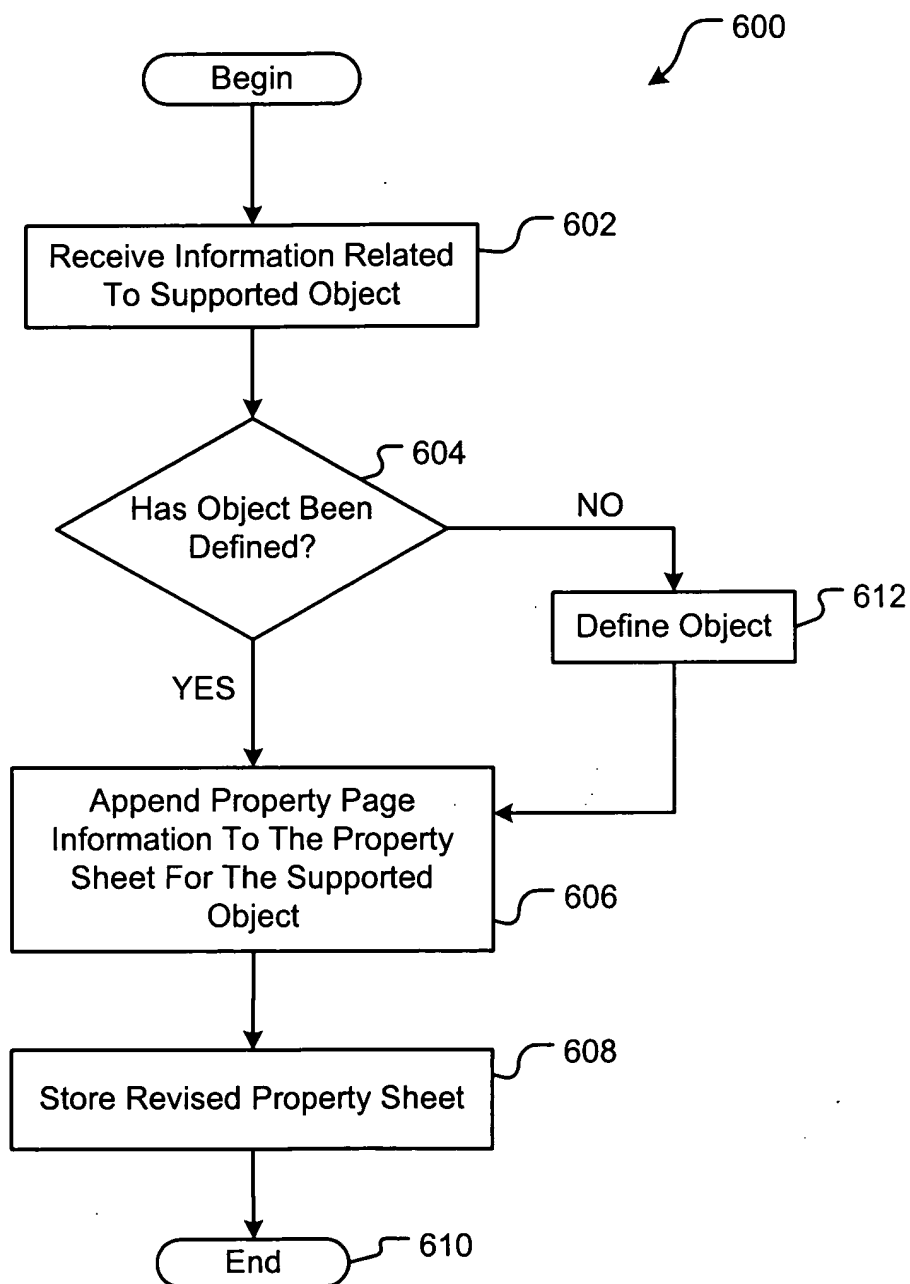 600
Begin
602
Receive Information Related
To Supported Object
604
Has Object Been
Defined?
NO
612
Define Object
YES
Append Property Page
Information To The Property
Sheet For The Supported
Object
606
608
Store Revised Property Sheet
End
610